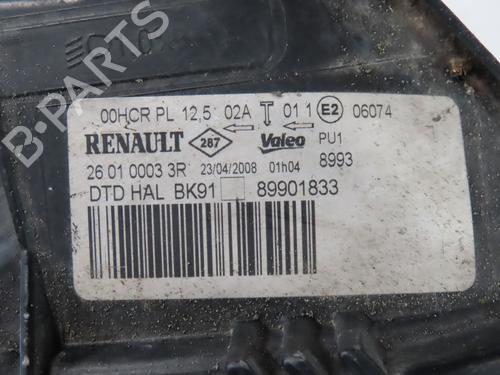 00HCR PL 12,5 02A 01 1 E2 06074
RENAULT 287 Valeo PU1
26 01 0003 3R 23/04/2008 01h04 8993
DTD HAL BK91 89901833